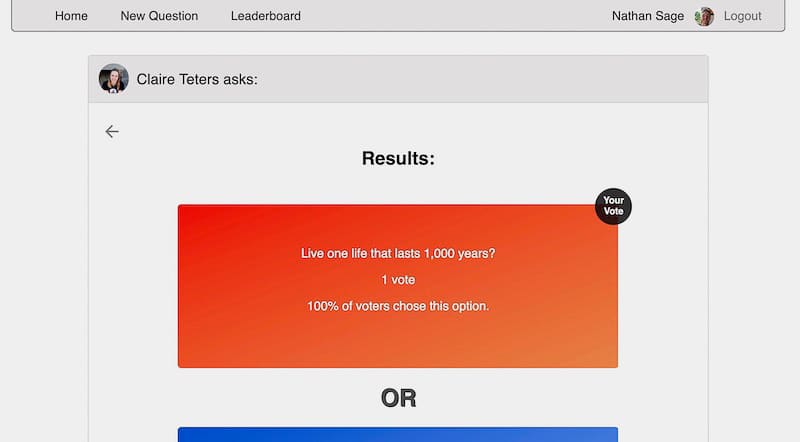 Home New Question Leaderboard Nathan Sage Logout
Claire Teters asks:
Results:
Your
Vote
Live one life that lasts 1,000 years?
1 vote
100% of voters chose this option.
OR